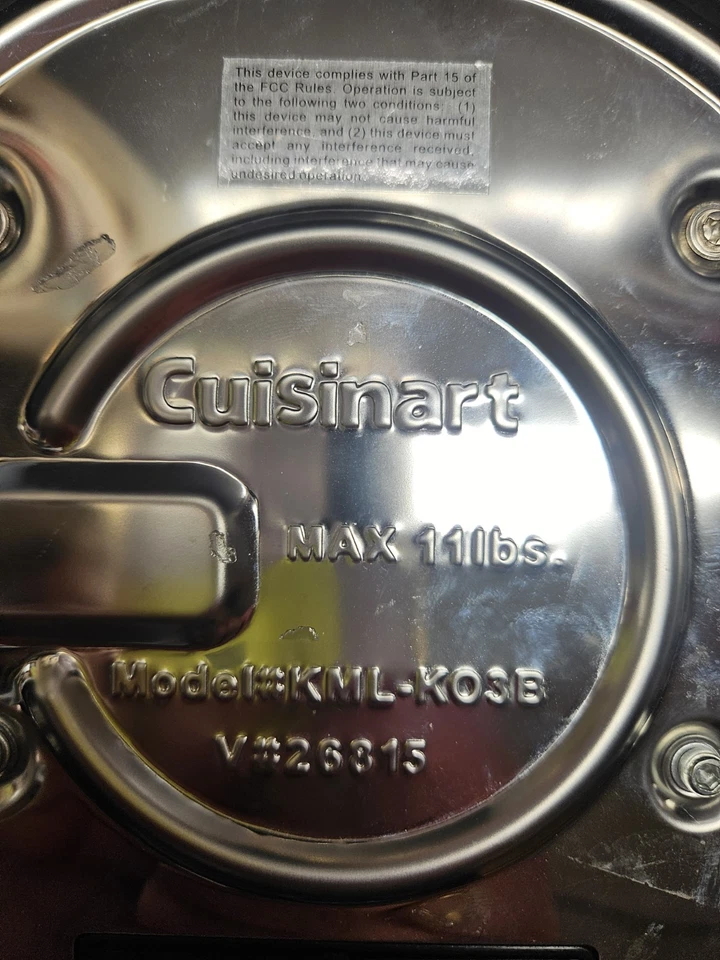 This device complies with Part 15 of
the FCC Rules. Operation is subject
to the following two conditions: (1)
this device may not cause harmful
interference, and (2) this device must
accept any interference received,
including interference that may cause
undesired operation.
Cuisinart
MAX 11lbs.
Model#:KML-KO3B
V#26315